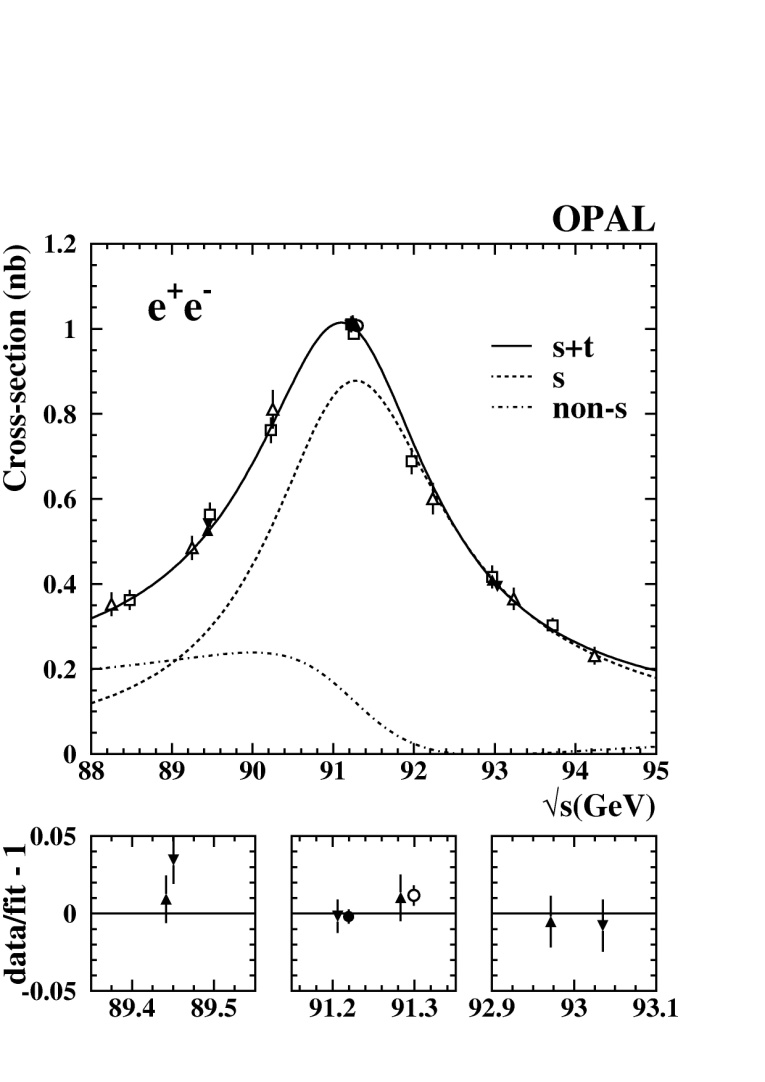 OPAL
Cross-section (nb)
1.2
1
0.8
0.6
0.4
0.2
0
e+e-
s+t
s
non-s
88 89 90 91 92 93 94 95
√s(GeV)
data/fit - 1
0.05
0
-0.05
89.4 89.5
91.2 91.3
92.9 93 93.1